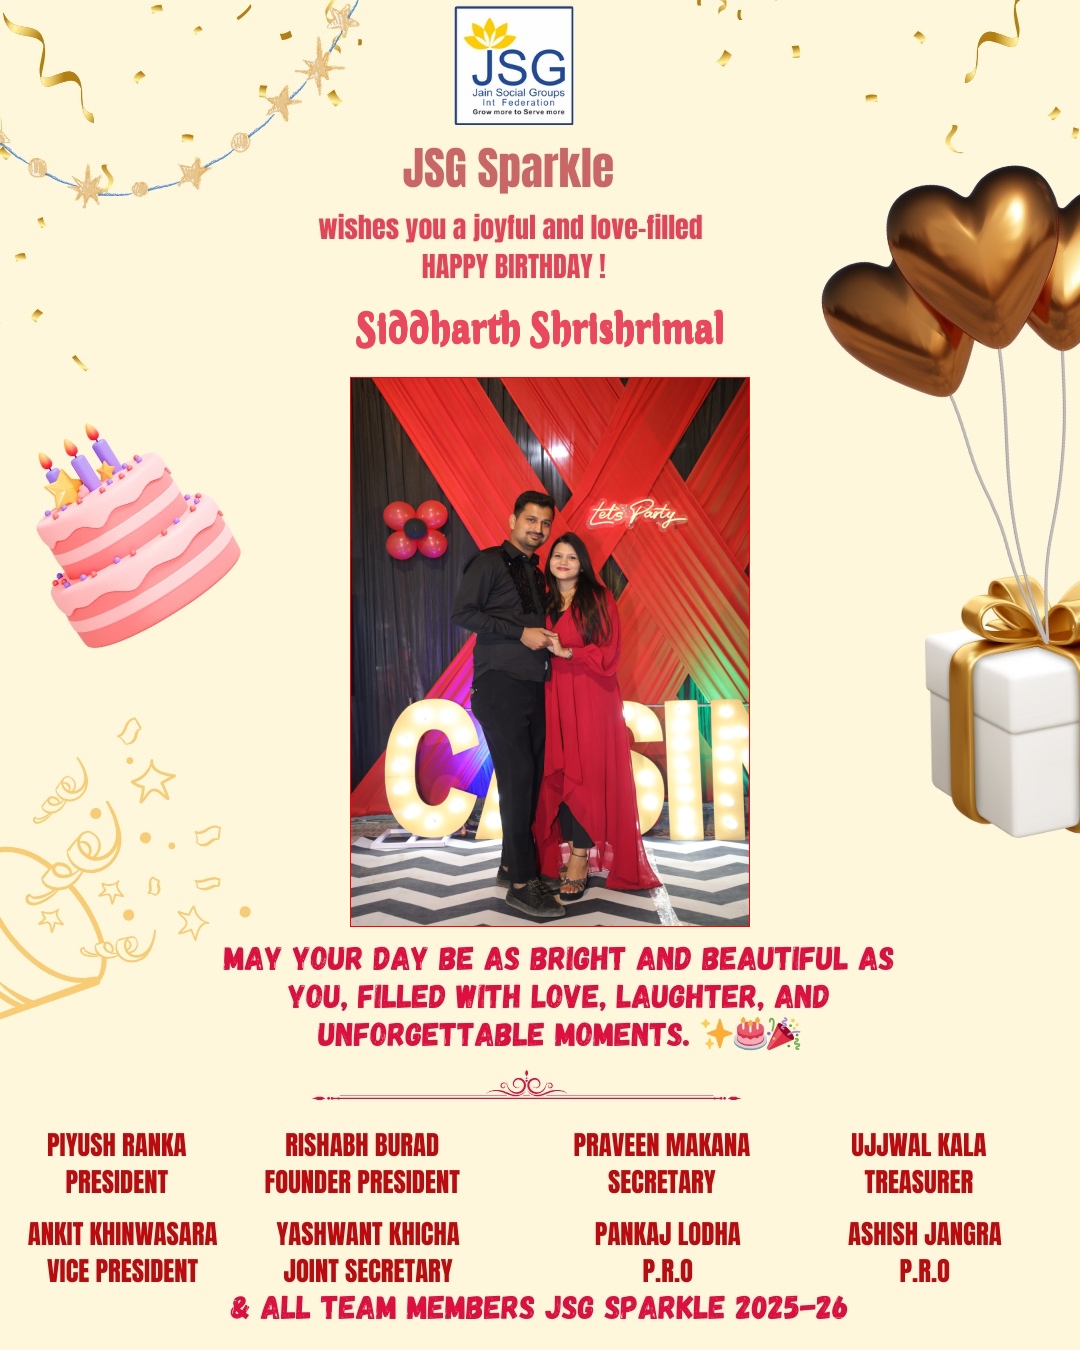 JSG
Jain Social Groups
Int Federation
Grow more to Serve more
JSG Sparkle
wishes you a joyful and love-filled
HAPPY BIRTHDAY !
Siddharth Shrishrimal
Let's Party
CASIN
MAY YOUR DAY BE AS BRIGHT AND BEAUTIFUL AS
YOU, FILLED WITH LOVE, LAUGHTER, AND
UNFORGETTABLE MOMENTS. ✨🎂🎉
PIYUSH RANKA
PRESIDENT
RISHABH BURAD
FOUNDER PRESIDENT
PRAVEEN MAKANA
SECRETARY
UJJWAL KALA
TREASURER
ANKIT KHINWASARA
VICE PRESIDENT
YASHWANT KHICHA
JOINT SECRETARY
PANKAJ LODHA
P.R.O
ASHISH JANGRA
P.R.O
& ALL TEAM MEMBERS JSG SPARKLE 2025-26